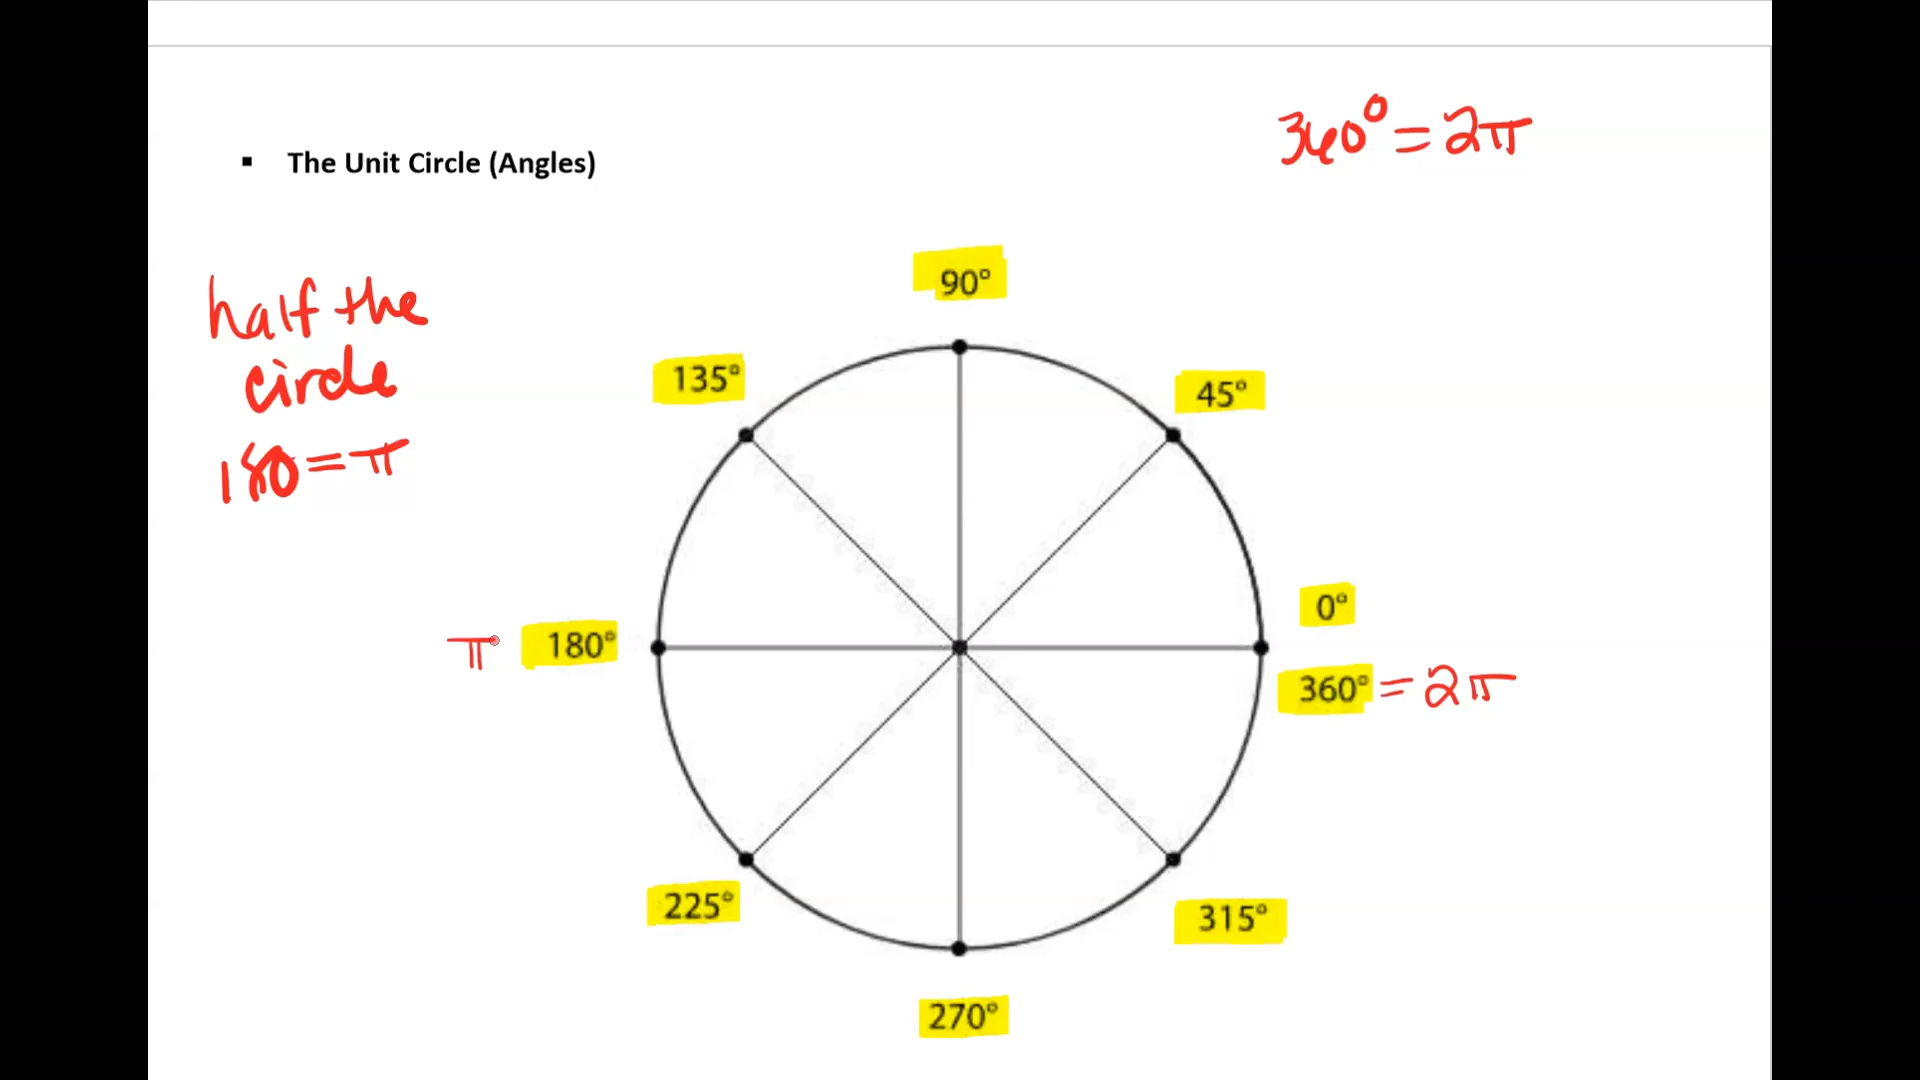 360° = 2π
▪ The Unit Circle (Angles)
90°
half the
circle
180 = π
135°
45°
0°
π 180°
360° = 2π
225°
315°
270°